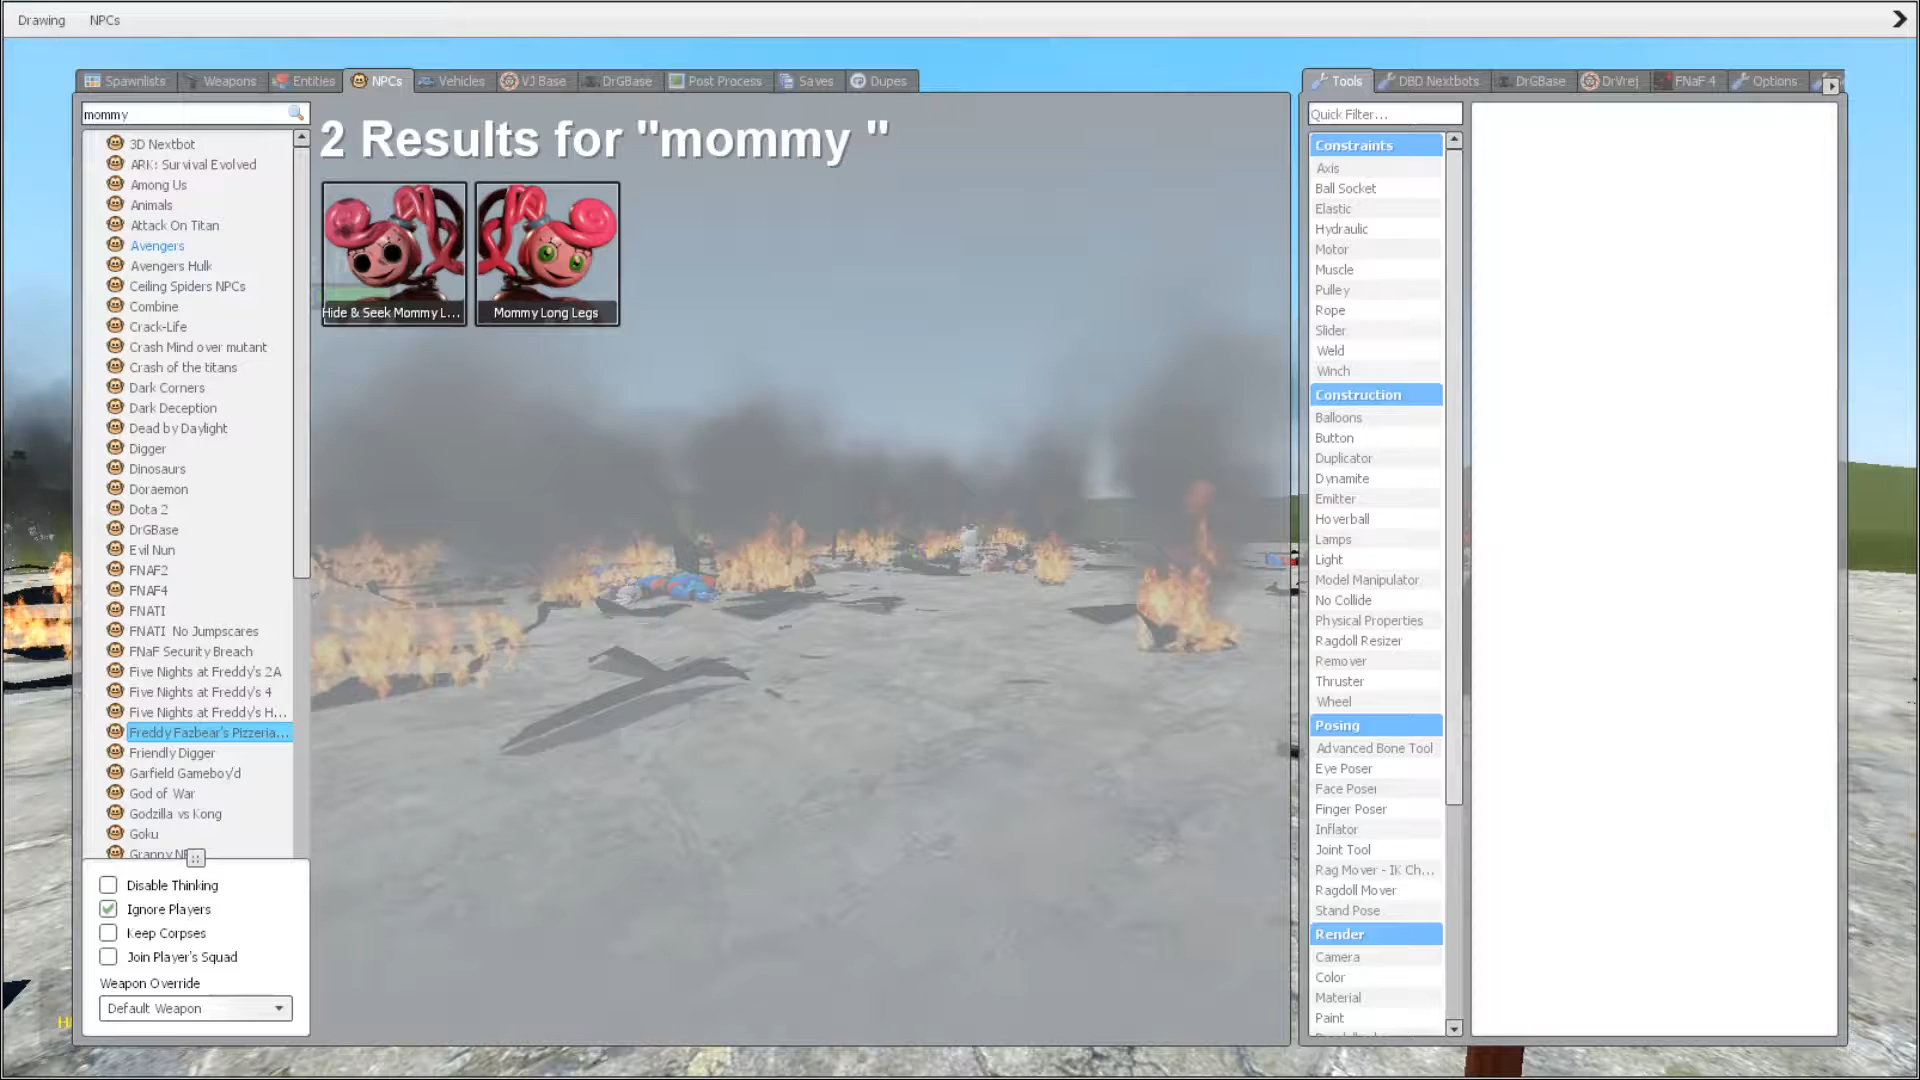 Drawing NPCs
Spawnlists Weapons Entities NPCs Vehicles VJ Base DrGBase Post Process Saves Dupes
mommy
3D Nextbot
ARK: Survival Evolved
Among Us
Animals
Attack On Titan
Avengers
Avengers Hulk
Ceiling Spiders NPCs
Combine
Crack-Life
Crash Mind over mutant
Crash of the titans
Dark Corners
Dark Deception
Dead by Daylight
Digger
Dinosaurs
Doraemon
Dota 2
DrGBase
Evil Nun
FNAF2
FNAF4
FNATI
FNATI No Jumpscares
FNaF Security Breach
Five Nights at Freddy's 2A
Five Nights at Freddy's 4
Five Nights at Freddy's H...
Freddy Fazbear's Pizzeria...
Friendly Digger
Garfield Gameboy'd
God of War
Godzilla vs Kong
Goku
Disable Thinking
Ignore Players
Keep Corpses
Join Player's Squad
Weapon Override
Default Weapon
2 Results for "mommy "
Hide & Seek Mommy L...
Mommy Long Legs
Tools DBD Nextbots DrGBase DrVrej FNaF 4 Options
Quick Filter...
Constraints
Axis
Ball Socket
Elastic
Hydraulic
Motor
Muscle
Pulley
Rope
Slider
Weld
Winch
Construction
Balloons
Button
Duplicator
Dynamite
Emitter
Hoverball
Lamps
Light
Model Manipulator
No Collide
Physical Properties
Ragdoll Resizer
Remover
Thruster
Wheel
Posing
Advanced Bone Tool
Eye Poser
Face Poser
Finger Poser
Inflator
Joint Tool
Rag Mover - IK Ch...
Ragdoll Mover
Stand Pose
Render
Camera
Color
Material
Paint